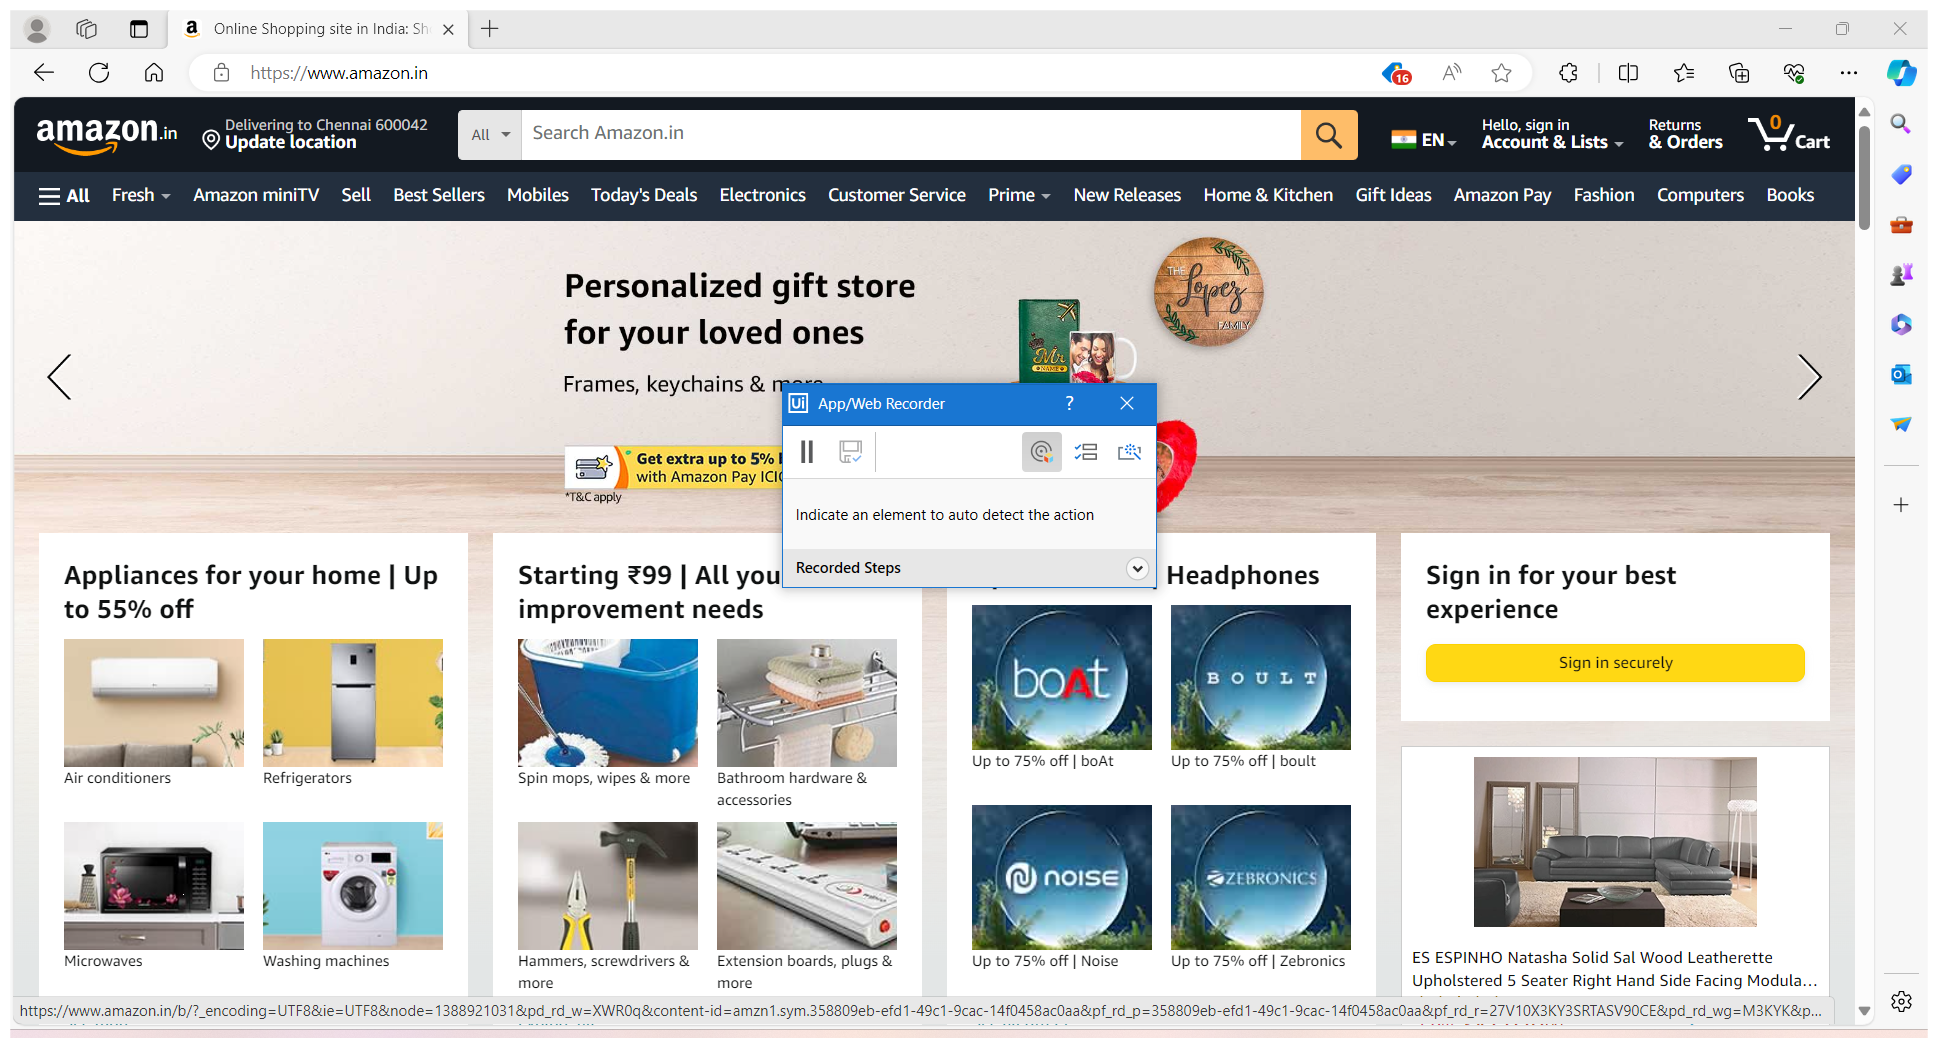 Online Shopping site in India: Sh
https://www.amazon.in
16
amazon.in
Delivering to Chennai 600042
Update location
All
Search Amazon.in
EN
Hello, sign in
Account & Lists
Returns
& Orders
0
Cart
All
Fresh
Amazon miniTV
Sell
Best Sellers
Mobiles
Today's Deals
Electronics
Customer Service
Prime
New Releases
Home & Kitchen
Gift Ideas
Amazon Pay
Fashion
Computers
Books
Personalized gift store
for your loved ones
Frames, keychains & more
THE
Lopez
FAMILY
Mr
NAME
Get extra up to 5%
with Amazon Pay ICIC
*T&C apply
Ui App/Web Recorder ?
Indicate an element to auto detect the action
Recorded Steps
Appliances for your home | Up
to 55% off
Air conditioners
Refrigerators
Microwaves
Washing machines
Starting ₹99 | All you
improvement needs
Spin mops, wipes & more
Bathroom hardware &
accessories
Hammers, screwdrivers &
more
Extension boards, plugs &
more
| Headphones
boAt
BOULT
Up to 75% off | boAt
Up to 75% off | boult
NOISE
ZEBRONICS
Up to 75% off | Noise
Up to 75% off | Zebronics
Sign in for your best
experience
Sign in securely
ES ESPINHO Natasha Solid Sal Wood Leatherette
Upholstered 5 Seater Right Hand Side Facing Modula…
https://www.amazon.in/b/?_encoding=UTF8&ie=UTF8&node=1388921031&pd_rd_w=XWR0q&content-id=amzn1.sym.358809eb-efd1-49c1-9cac-14f0458ac0aa&pf_rd_p=358809eb-efd1-49c1-9cac-14f0458ac0aa&pf_rd_r=27V10X3KY3SRTASV90CE&pd_rd_wg=M3KYK&p...